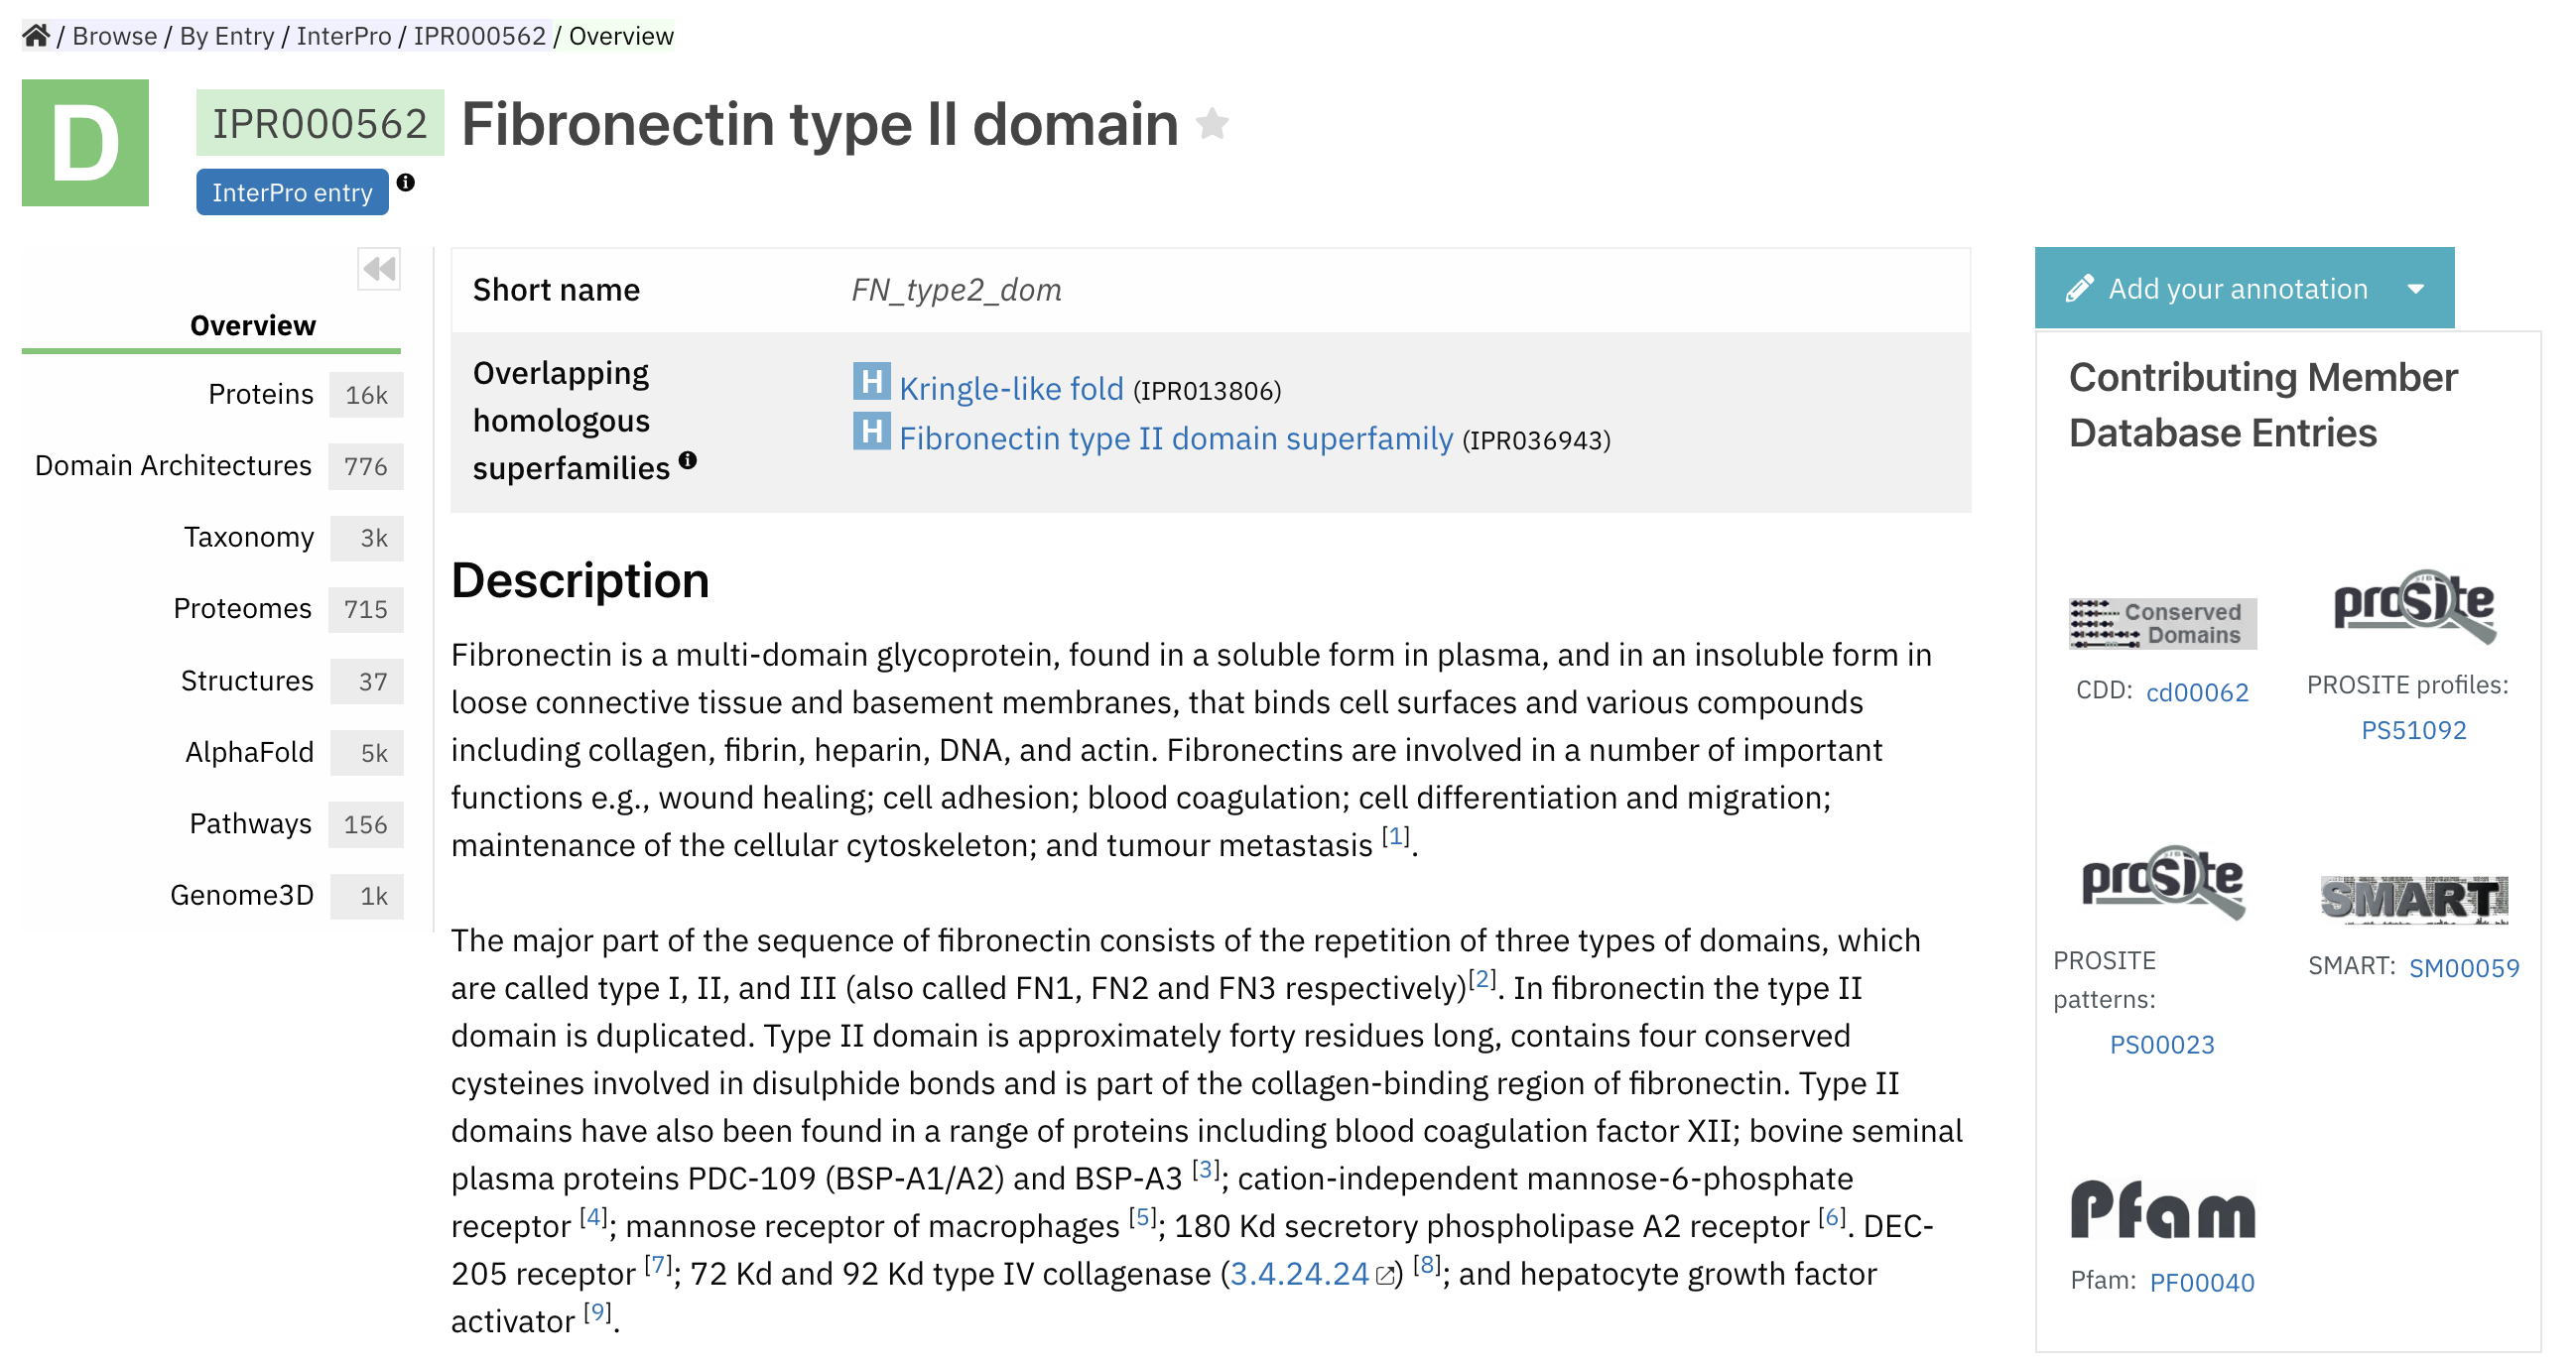 / Browse / By Entry / InterPro / IPR000562 / Overview
D
IPR000562 Fibronectin type II domain
InterPro entry
Overview
Proteins 16k
Domain Architectures 776
Taxonomy 3k
Proteomes 715
Structures 37
AlphaFold 5k
Pathways 156
Genome3D 1k
Short name FN_type2_dom
Overlapping
homologous
superfamilies
H Kringle-like fold (IPR013806)
H Fibronectin type II domain superfamily (IPR036943)
Description
Fibronectin is a multi-domain glycoprotein, found in a soluble form in plasma, and in an insoluble form in
loose connective tissue and basement membranes, that binds cell surfaces and various compounds
including collagen, fibrin, heparin, DNA, and actin. Fibronectins are involved in a number of important
functions e.g., wound healing; cell adhesion; blood coagulation; cell differentiation and migration;
maintenance of the cellular cytoskeleton; and tumour metastasis [1].
The major part of the sequence of fibronectin consists of the repetition of three types of domains, which
are called type I, II, and III (also called FN1, FN2 and FN3 respectively)[2]. In fibronectin the type II
domain is duplicated. Type II domain is approximately forty residues long, contains four conserved
cysteines involved in disulphide bonds and is part of the collagen-binding region of fibronectin. Type II
domains have also been found in a range of proteins including blood coagulation factor XII; bovine seminal
plasma proteins PDC-109 (BSP-A1/A2) and BSP-A3 [3]; cation-independent mannose-6-phosphate
receptor [4]; mannose receptor of macrophages [5]; 180 Kd secretory phospholipase A2 receptor [6]. DEC-
205 receptor [7]; 72 Kd and 92 Kd type IV collagenase (3.4.24.24) [8]; and hepatocyte growth factor
activator [9].
Add your annotation
Contributing Member
Database Entries
Conserved
Domains
CDD: cd00062
prosite
PROSITE profiles:
PS51092
prosite
PROSITE
patterns:
PS00023
SMART
SMART: SM00059
Pfam
Pfam: PF00040